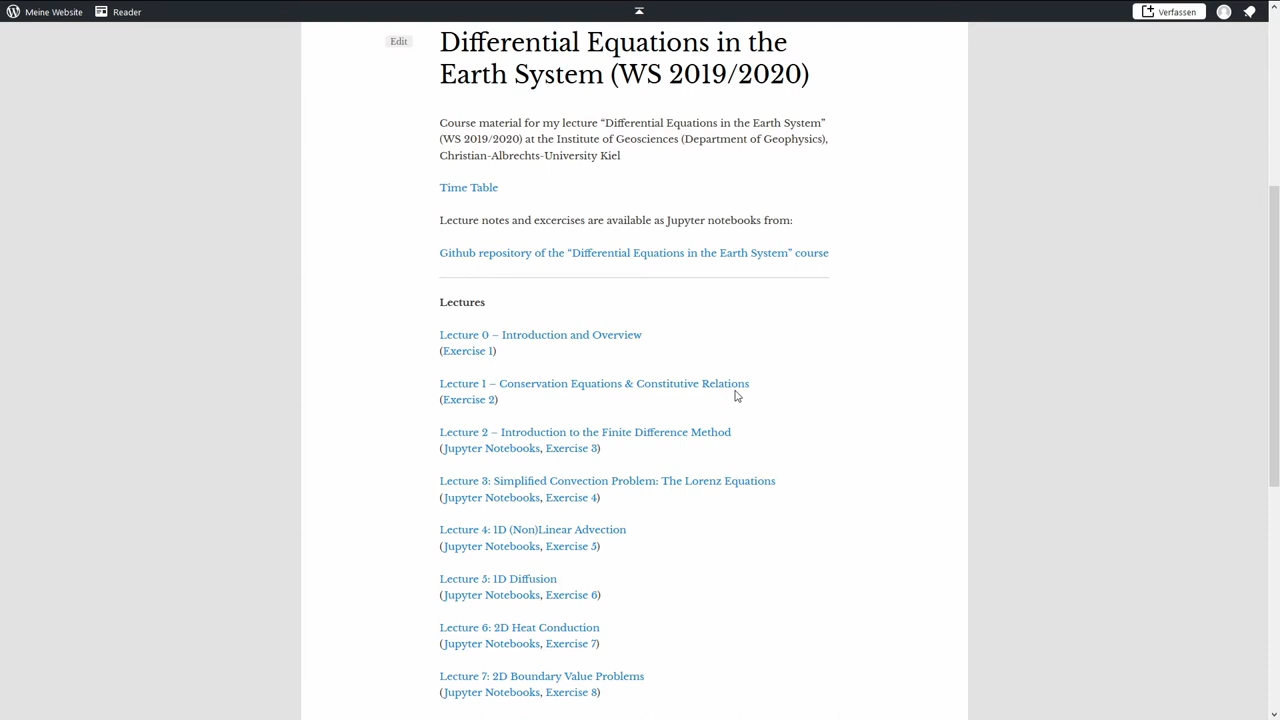 Meine Website Reader Verfassen
Edit
Differential Equations in the
Earth System (WS 2019/2020)
Course material for my lecture “Differential Equations in the Earth System”
(WS 2019/2020) at the Institute of Geosciences (Department of Geophysics),
Christian-Albrechts-University Kiel
Time Table
Lecture notes and excercises are available as Jupyter notebooks from:
Github repository of the “Differential Equations in the Earth System” course
Lectures
Lecture 0 – Introduction and Overview
(Exercise 1)
Lecture 1 – Conservation Equations & Constitutive Relations
(Exercise 2)
Lecture 2 – Introduction to the Finite Difference Method
(Jupyter Notebooks, Exercise 3)
Lecture 3: Simplified Convection Problem: The Lorenz Equations
(Jupyter Notebooks, Exercise 4)
Lecture 4: 1D (Non)Linear Advection
(Jupyter Notebooks, Exercise 5)
Lecture 5: 1D Diffusion
(Jupyter Notebooks, Exercise 6)
Lecture 6: 2D Heat Conduction
(Jupyter Notebooks, Exercise 7)
Lecture 7: 2D Boundary Value Problems
(Jupyter Notebooks, Exercise 8)